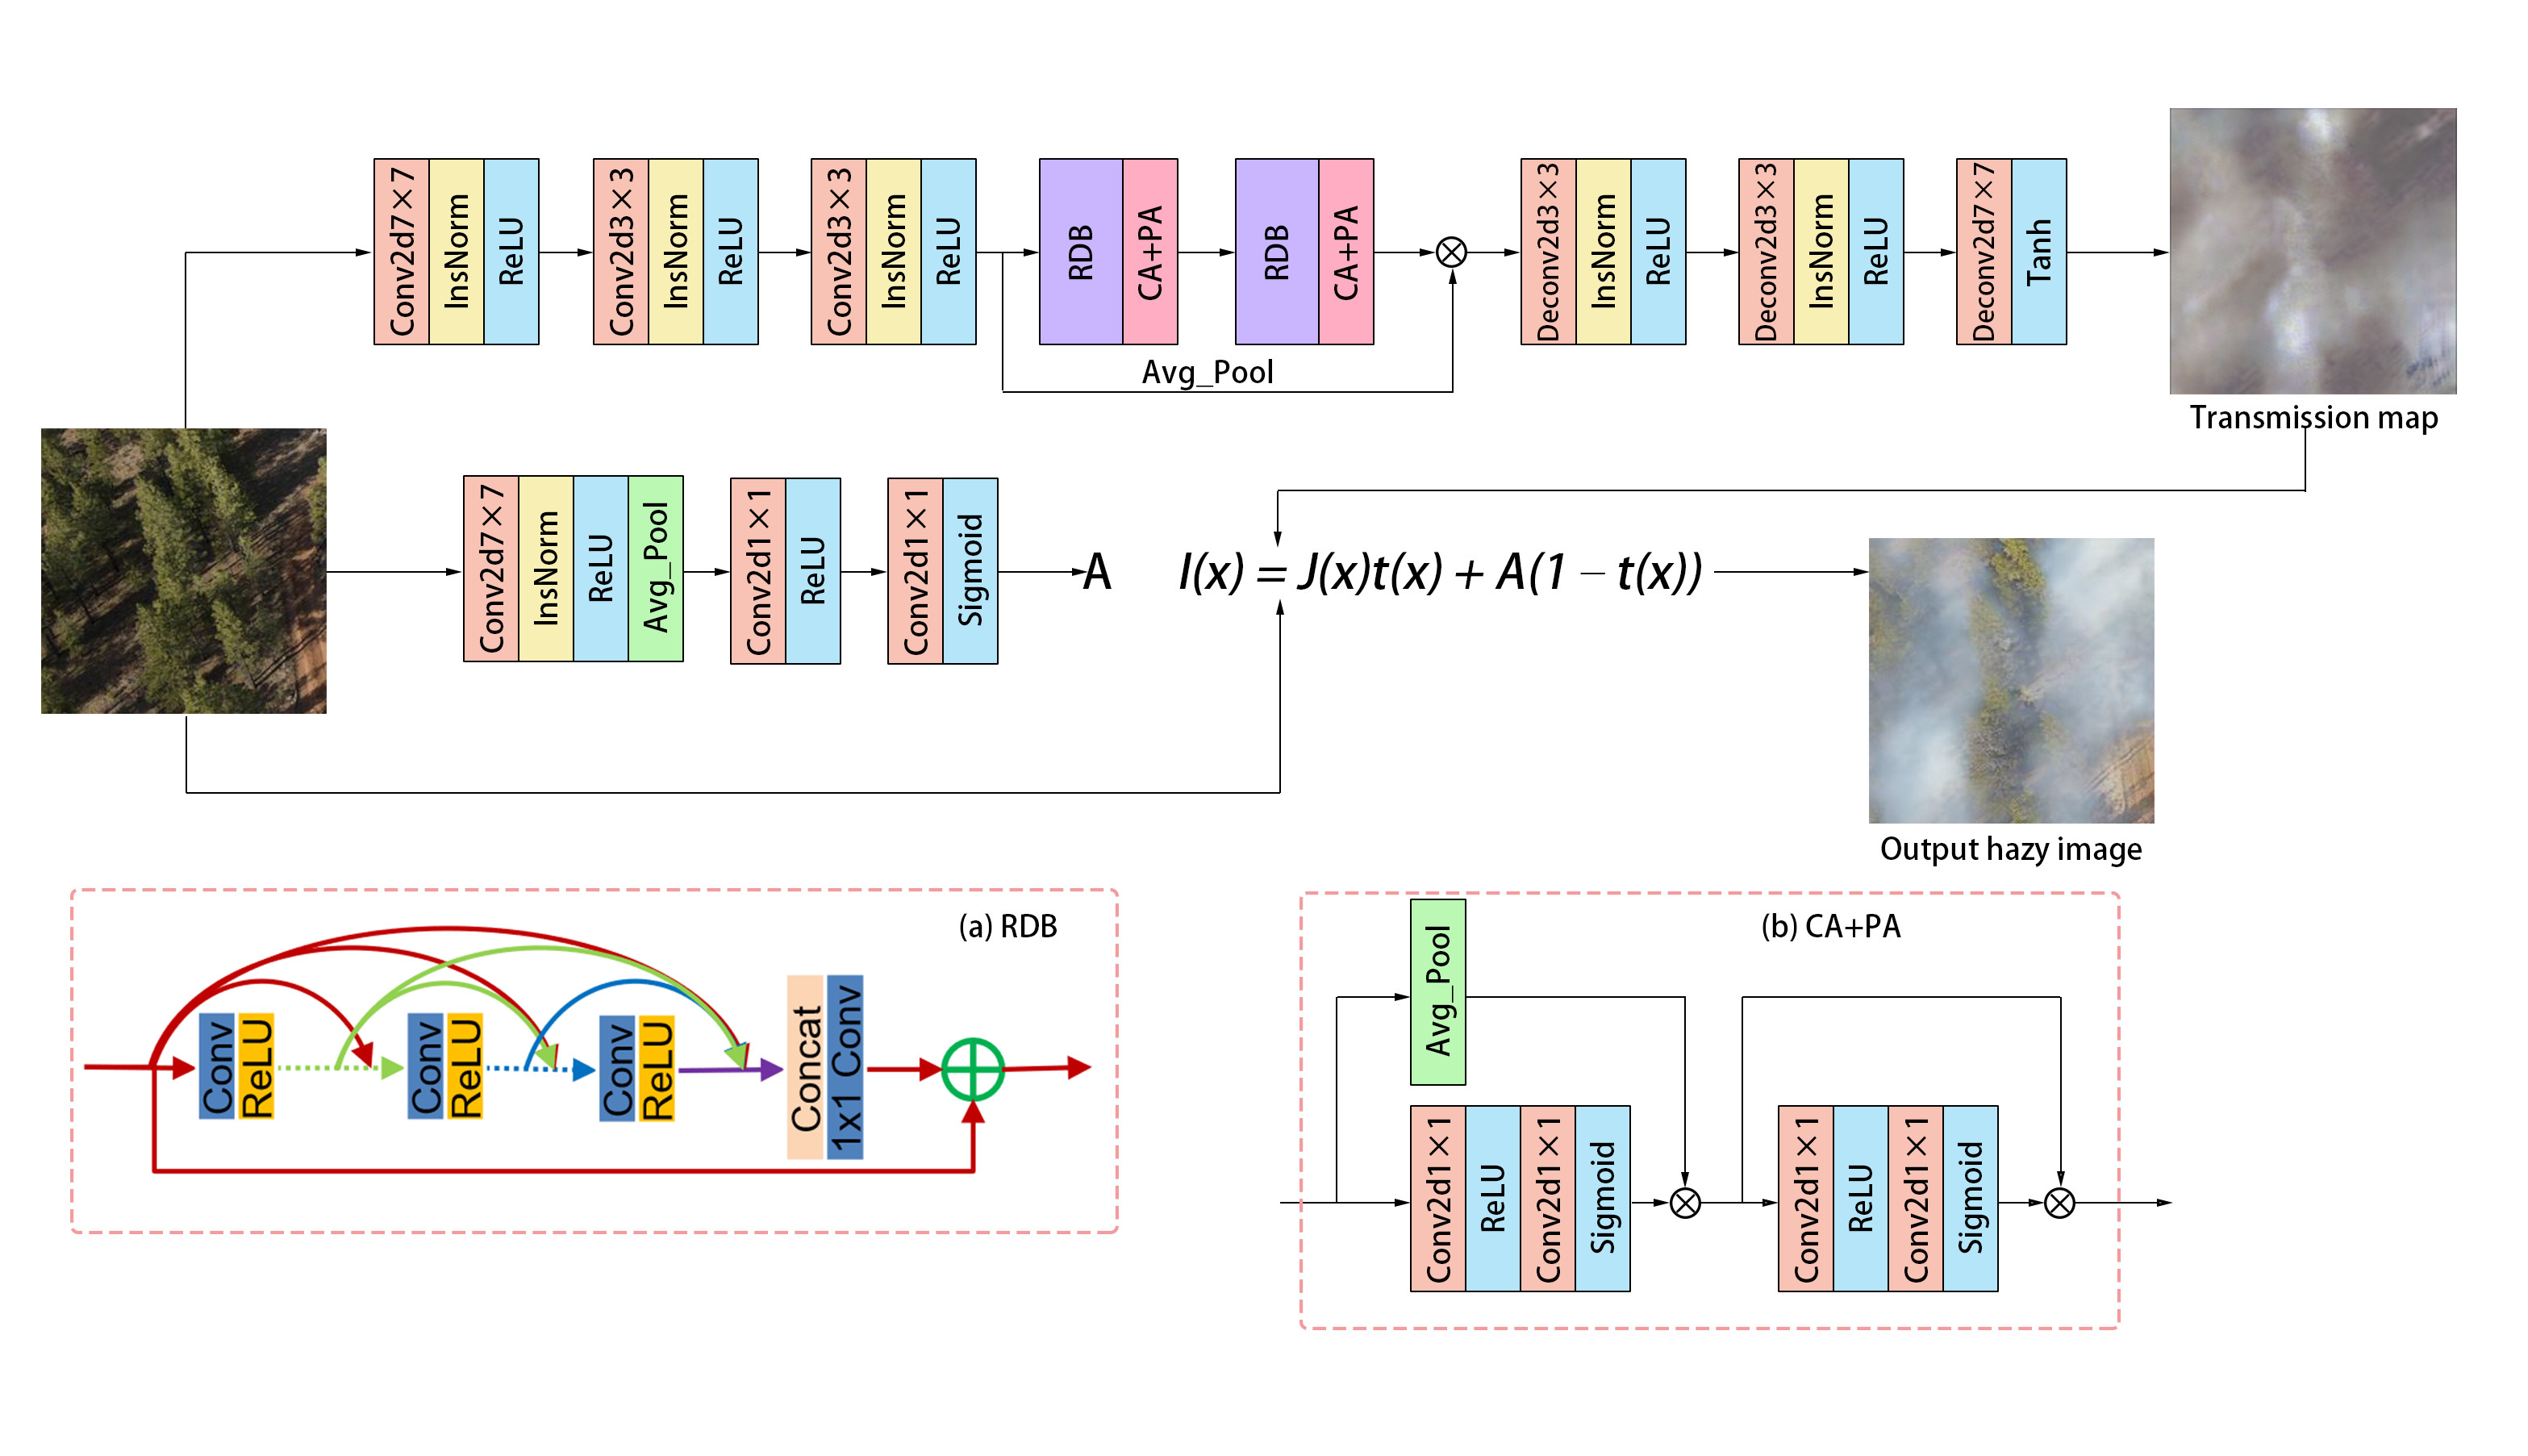 Conv2d7×7
InsNorm
ReLU
Conv2d3×3
InsNorm
ReLU
Conv2d3×3
InsNorm
ReLU
RDB
CA+PA
RDB
CA+PA
Deconv2d3×3
InsNorm
ReLU
Deconv2d3×3
InsNorm
ReLU
Deconv2d7×7
Tanh
Avg_Pool
Transmission map
Conv2d7×7
InsNorm
ReLU
Avg_Pool
Conv2d1×1
ReLU
Conv2d1×1
Sigmoid
A
I(x) = J(x)t(x) + A(1 − t(x))
Output hazy image
(a) RDB
Conv
ReLU
Conv
ReLU
Conv
ReLU
Concat
1x1 Conv
(b) CA+PA
Avg_Pool
Conv2d1×1
ReLU
Conv2d1×1
Sigmoid
Conv2d1×1
ReLU
Conv2d1×1
Sigmoid